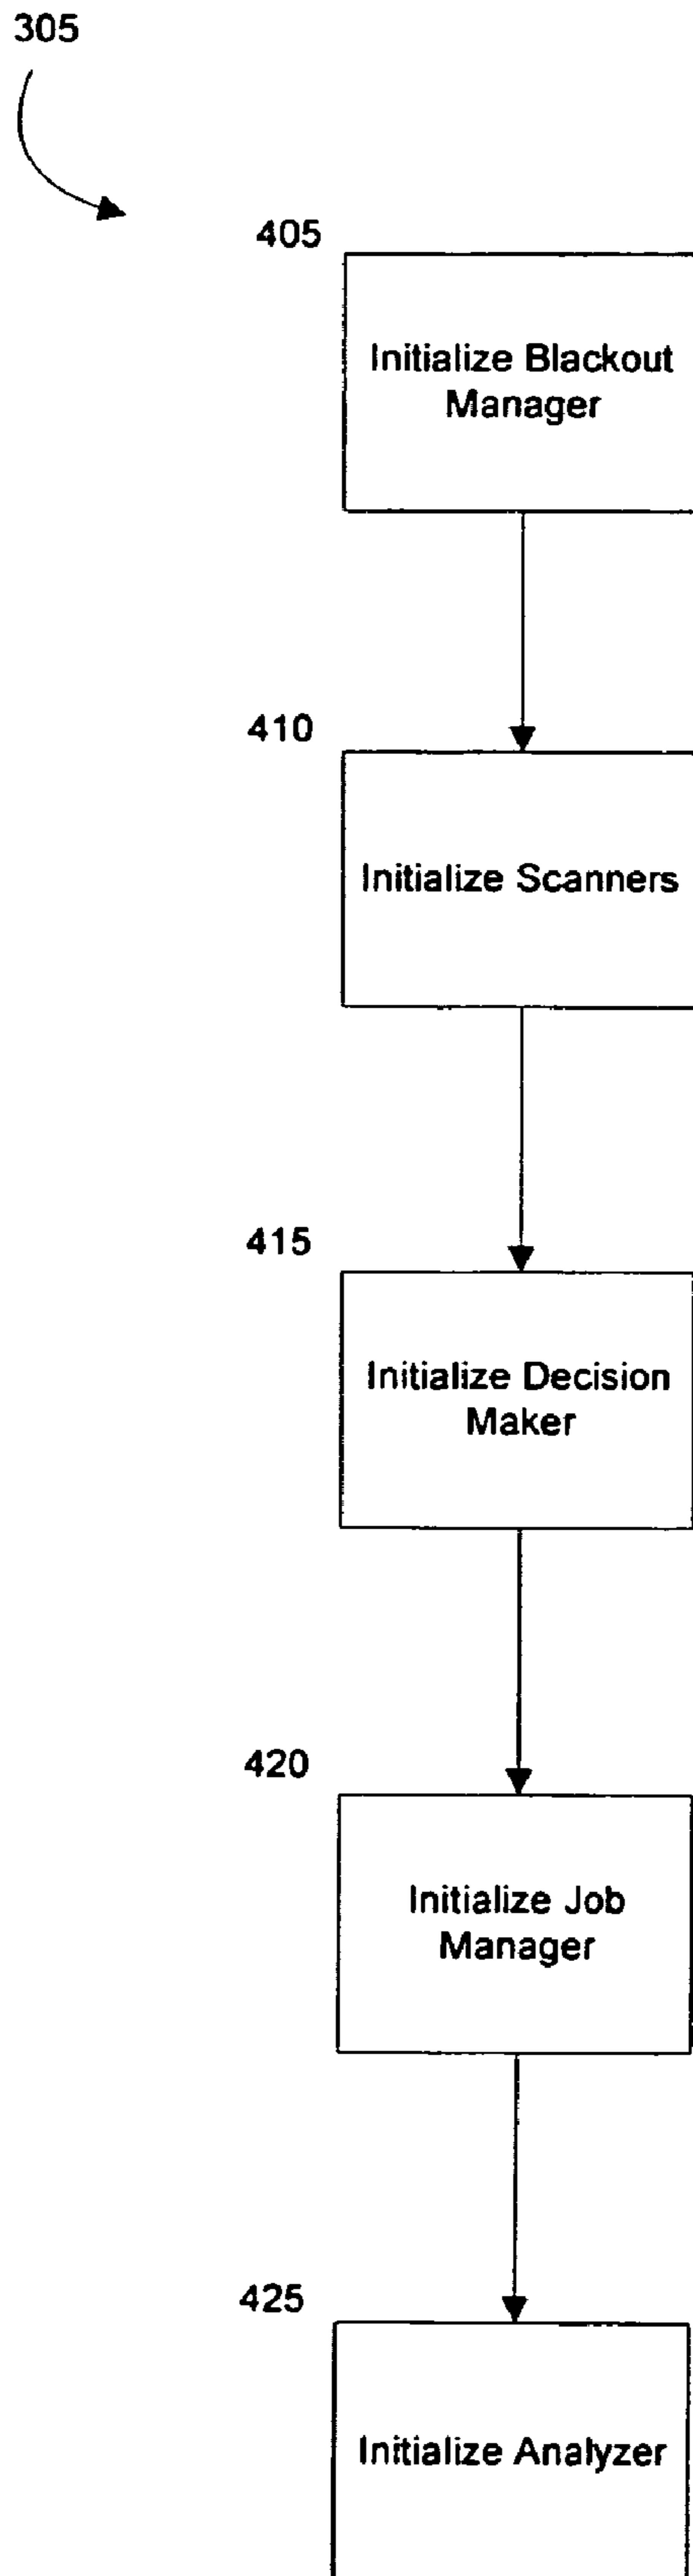 305
405
Initialize Blackout
Manager
410
Initialize Scanners
415
Initialize Decision
Maker
420
Initialize Job
Manager
425
Initialize Analyzer